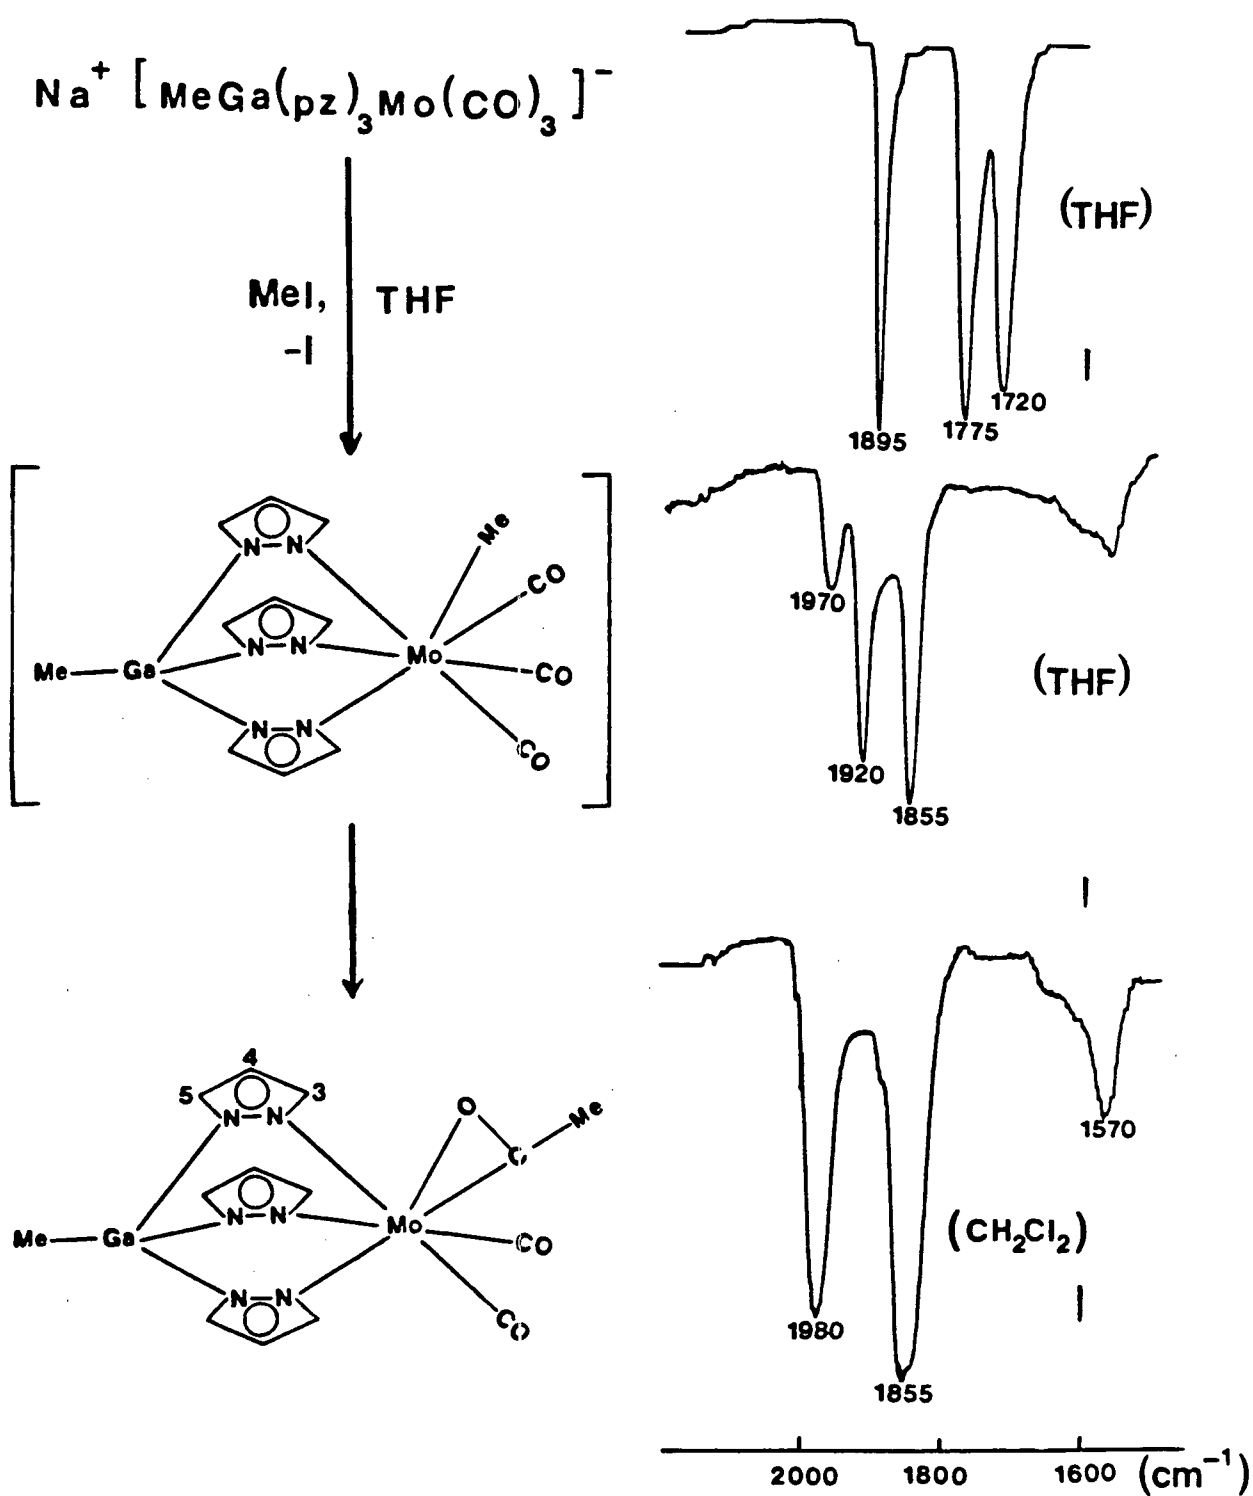 Na⁺ [MeGa(pz)₃Mo(CO)₃]⁻
MeI, THF
–I
(THF)
1895 1775 1720
Me
CO
N–N
N–N
Me Ga Mo CO
N–N
CO
1970
1920
1855
(THF)
4
5 3
N–N
O Me
C
N–N
Me Ga Mo CO
N–N
CO
1980
1855
1570
(CH₂Cl₂)
2000 1800 1600 (cm⁻¹)